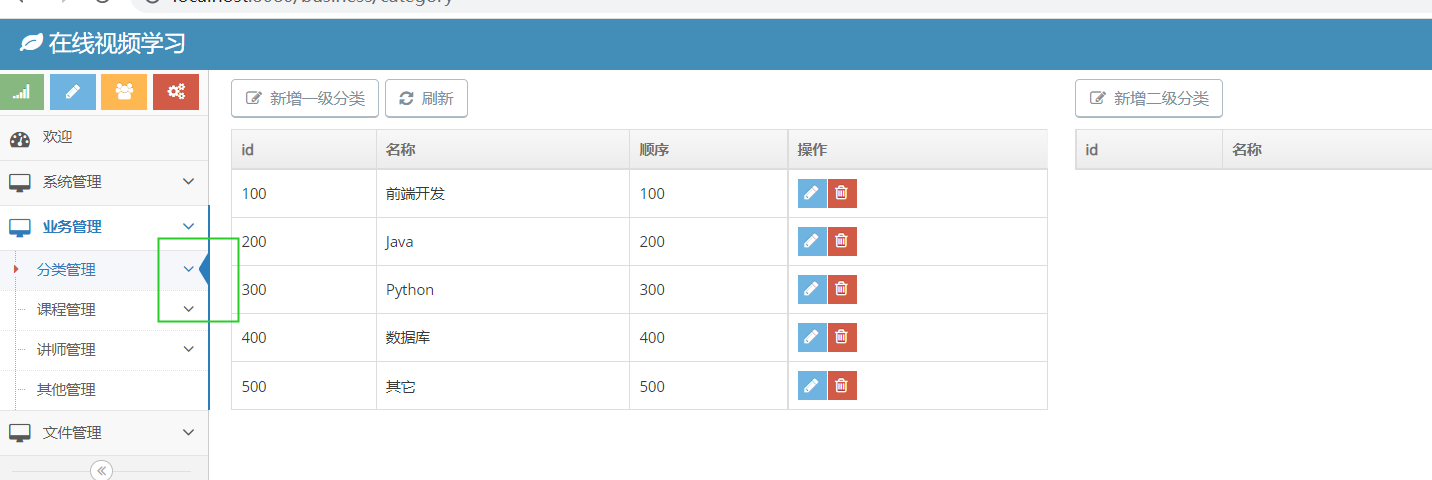 在线视频学习
新增一级分类 刷新 新增二级分类
欢迎
系统管理
业务管理
分类管理
课程管理
讲师管理
其他管理
文件管理
id 名称 顺序 操作
100 前端开发 100
200 Java 200
300 Python 300
400 数据库 400
500 其它 500
id 名称